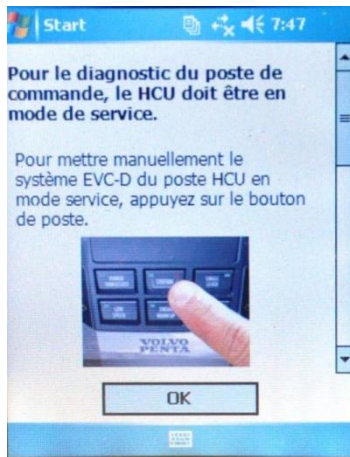 Start 7:47
Pour le diagnostic du poste de
commande, le HCU doit être en
mode de service.
Pour mettre manuellement le
système EVC-D du poste HCU en
mode service, appuyez sur le bouton
de poste.
VOLVO
PENTA
OK